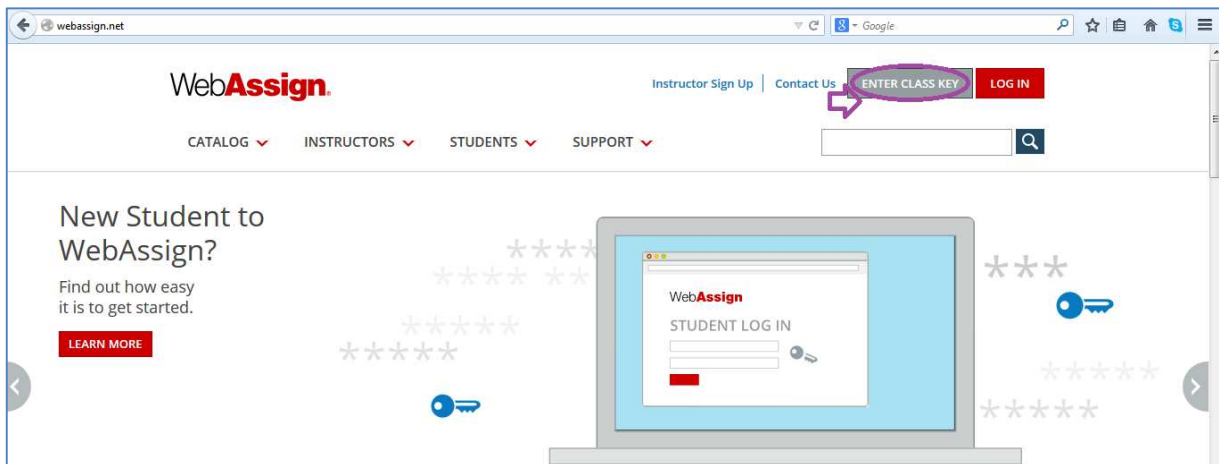 webassign.net
Google
WebAssign.
Instructor Sign Up | Contact Us
ENTER CLASS KEY
LOG IN
CATALOG
INSTRUCTORS
STUDENTS
SUPPORT
New Student to
WebAssign?
Find out how easy
it is to get started.
LEARN MORE
WebAssign
STUDENT LOG IN